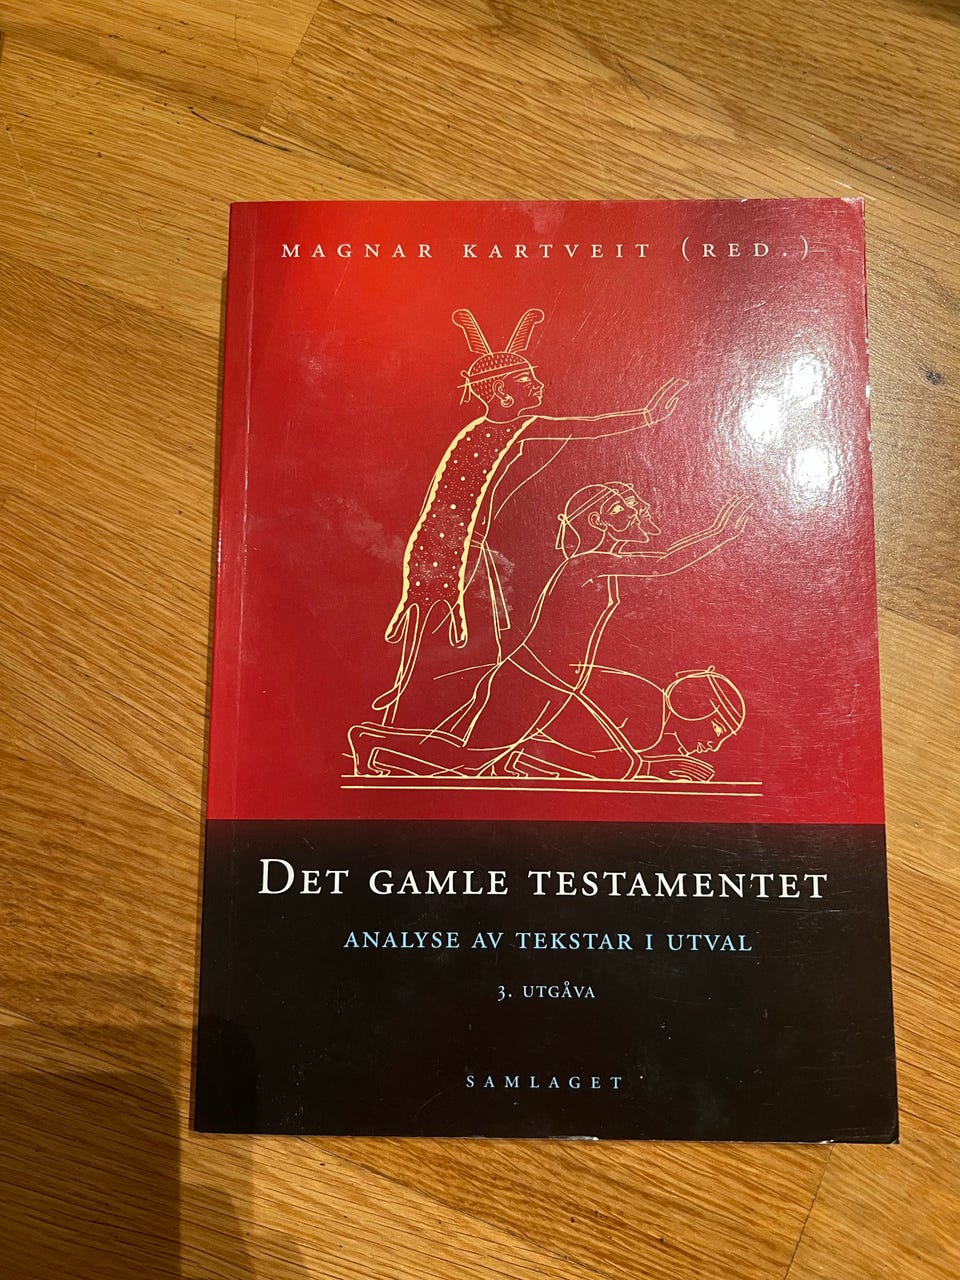 MAGNAR KARTVEIT (RED.)
DET GAMLE TESTAMENTET
ANALYSE AV TEKSTAR I UTVAL
3. UTGÅVA
SAMLAGET